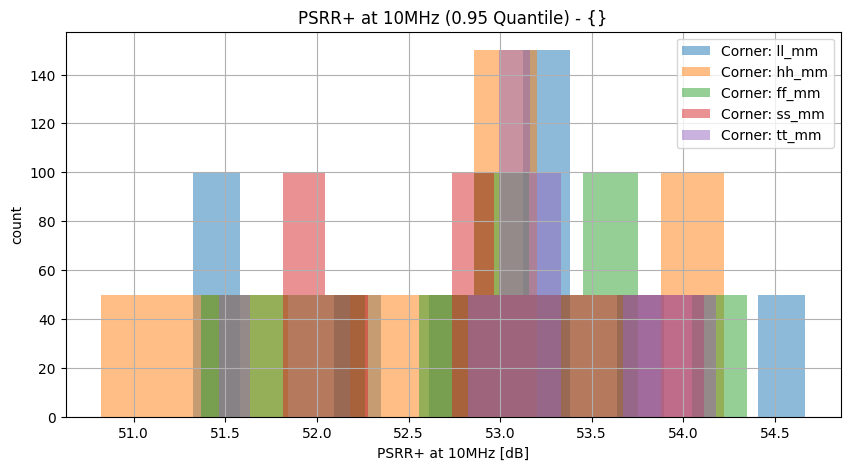 PSRR+ at 10MHz (0.95 Quantile) - {}
140
120
100
80
60
40
20
0
count
Corner: ll_mm
Corner: hh_mm
Corner: ff_mm
Corner: ss_mm
Corner: tt_mm
51.0 51.5 52.0 52.5 53.0 53.5 54.0 54.5
PSRR+ at 10MHz [dB]